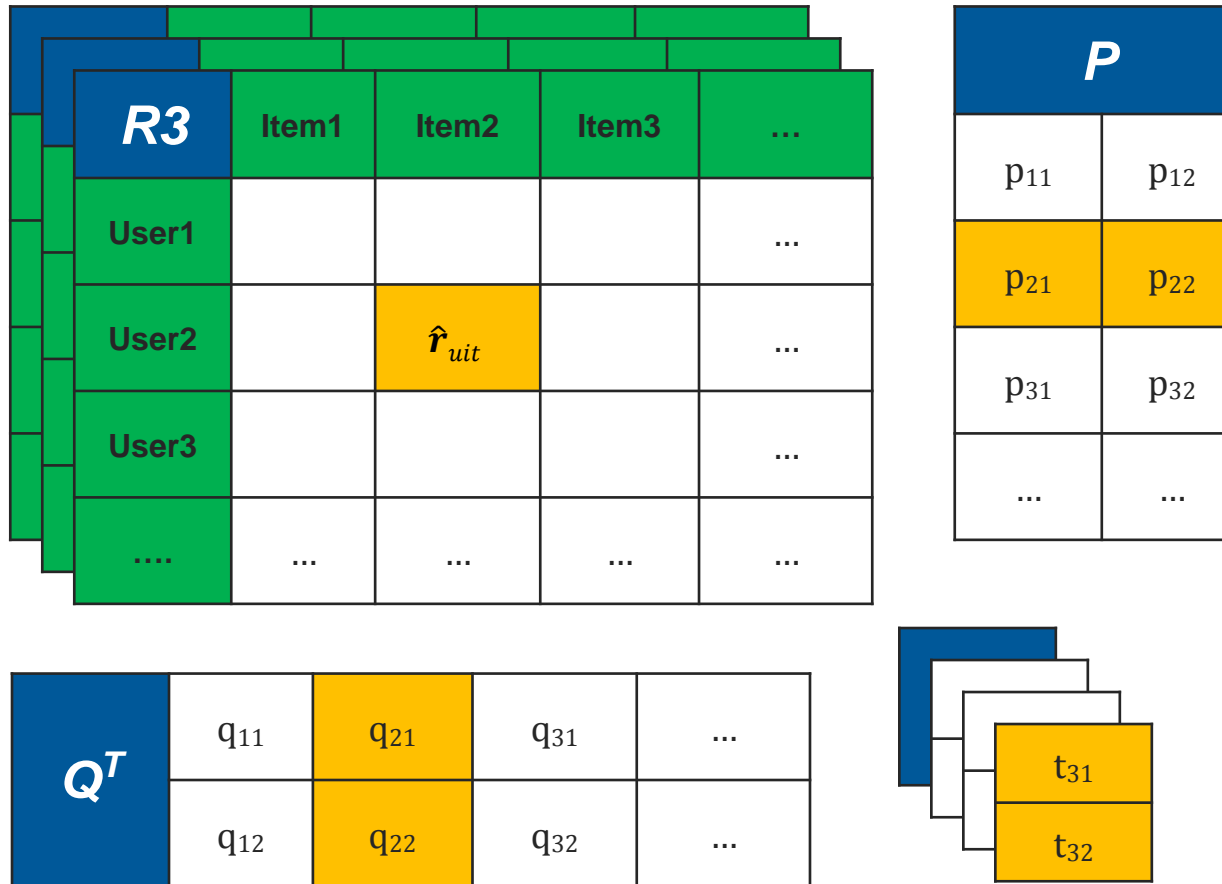 R3 Item1 Item2 Item3 ...
User1 ...
User2 r̂uit ...
User3 ...
.... ... ... ... ...
P
p11 p12
p21 p22
p31 p32
... ...
QT q11 q21 q31 ...
q12 q22 q32 ...
t31
t32